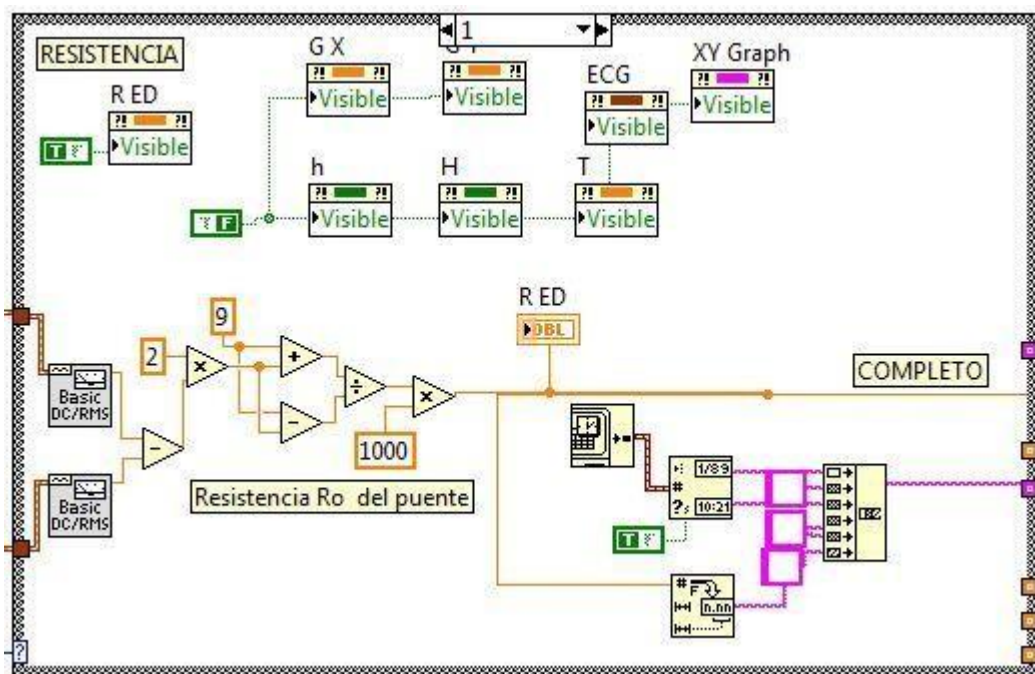 1
RESISTENCIA
G X
ECG
XY Graph
Visible
Visible
R ED
Visible
Visible
Visible
T
h
H
T
F
Visible
Visible
Visible
R ED
9
DBL
2
+
×
÷
×
COMPLETO
Basic
DC/RMS
-
-
1000
1/89
#
10:21
Resistencia Ro del puente
Basic
DC/RMS
T
#
F
n.nn
?